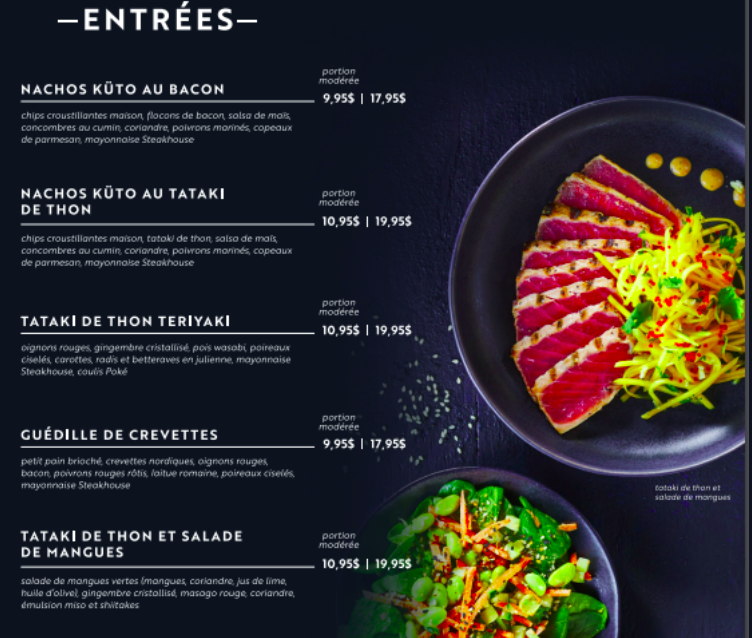 –ENTRÉES–
portion
modérée
NACHOS KÜTO AU BACON
9,95$ | 17,95$
chips croustillantes maison, flocons de bacon, salsa de maïs,
concombres au cumin, coriandre, poivrons marinés, copeaux
de parmesan, mayonnaise Steakhouse
NACHOS KÜTO AU TATAKI
DE THON
portion
modérée
10,95$ | 19,95$
chips croustillantes maison, tataki de thon, salsa de maïs,
concombres au cumin, coriandre, poivrons marinés, copeaux
de parmesan, mayonnaise Steakhouse
portion
modérée
TATAKI DE THON TERIYAKI
10,95$ | 19,95$
oignons rouges, gingembre cristallisé, pois wasabi, poireaux
ciselés, carottes, radis et betteraves en julienne, mayonnaise
Steakhouse, coulis Poké
portion
modérée
GUÉDILLE DE CREVETTES
9,95$ | 17,95$
petit pain brioché, crevettes nordiques, oignons rouges,
bacon, poivrons rouges rôtis, laitue romaine, poireaux ciselés,
mayonnaise Steakhouse
tataki de thon et
salade de mangues
TATAKI DE THON ET SALADE
DE MANGUES
portion
modérée
10,95$ | 19,95$
salade de mangues vertes (mangues, coriandre, jus de lime,
huile d'olive), gingembre cristallisé, masago rouge, coriandre,
émulsion miso et shiitakes